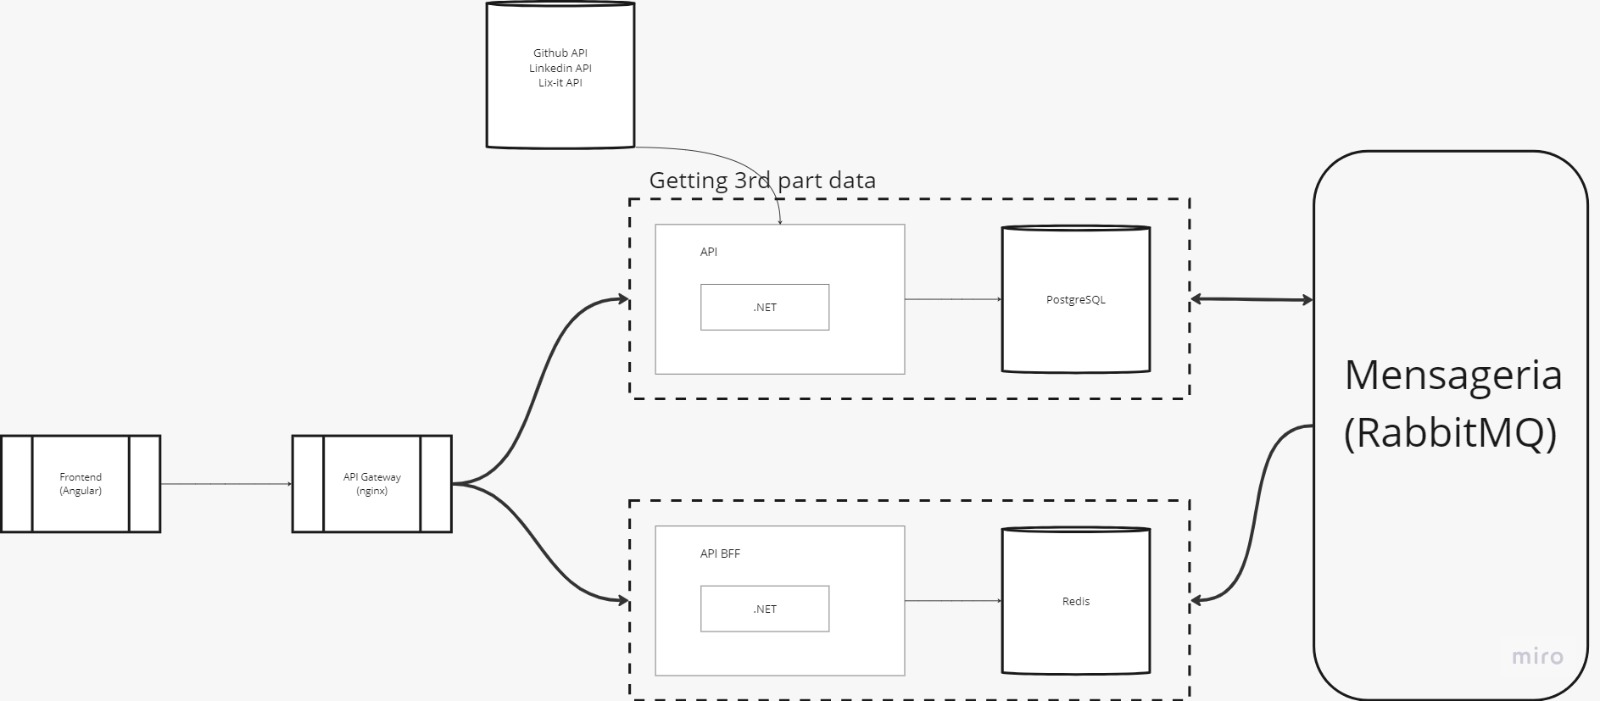 Github API
Linkedin API
Lix-it API
Getting 3rd part data
API
.NET
PostgreSQL
Mensageria
(RabbitMQ)
Frontend
(Angular)
API Gateway
(nginx)
API BFF
.NET
Redis
miro